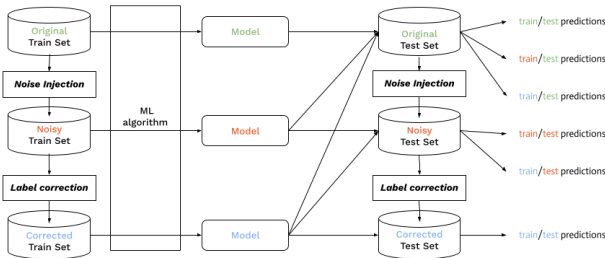 Original
Train Set
Model
Original
Test Set
train/test predictions
train/test predictions
train/test predictions
Noise Injection
Noise Injection
ML
algorithm
Noisy
Train Set
Model
Noisy
Test Set
train/test predictions
train/test predictions
Label correction
Label correction
Corrected
Train Set
Model
Corrected
Test Set
train/test predictions